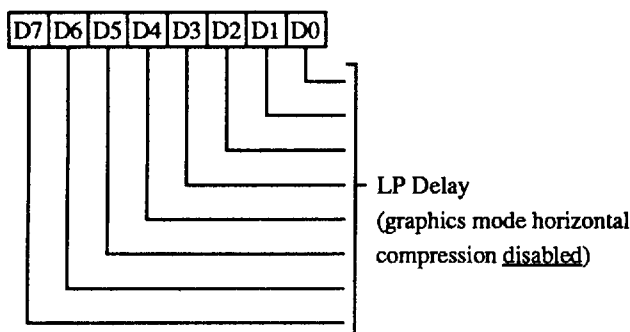 D7 D6 D5 D4 D3 D2 D1 D0
LP Delay
(graphics mode horizontal
compression disabled)